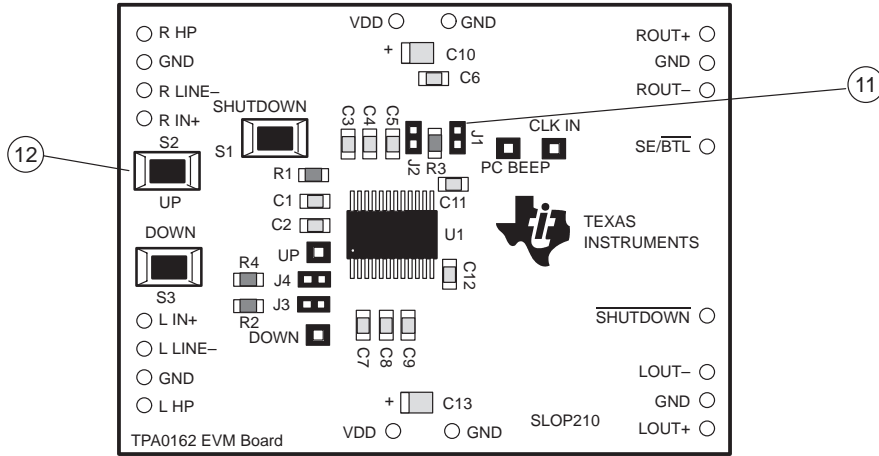 VDD GND
R HP
GND
R LINE–
R IN+
S2
UP
SHUTDOWN
S1
+ C10
C6
C3 C4 C5
J2 R3 J1
PC BEEP
CLK IN
ROUT+
GND
ROUT–
SE/BTL
11
12
R1
C1
C2
C11
U1
C12
TEXAS
INSTRUMENTS
DOWN
S3
UP
R4 J4
R2 J3
DOWN
C7 C8 C9
SHUTDOWN
L IN+
L LINE–
GND
L HP
LOUT–
GND
LOUT+
+ C13
VDD GND
SLOP210
TPA0162 EVM Board